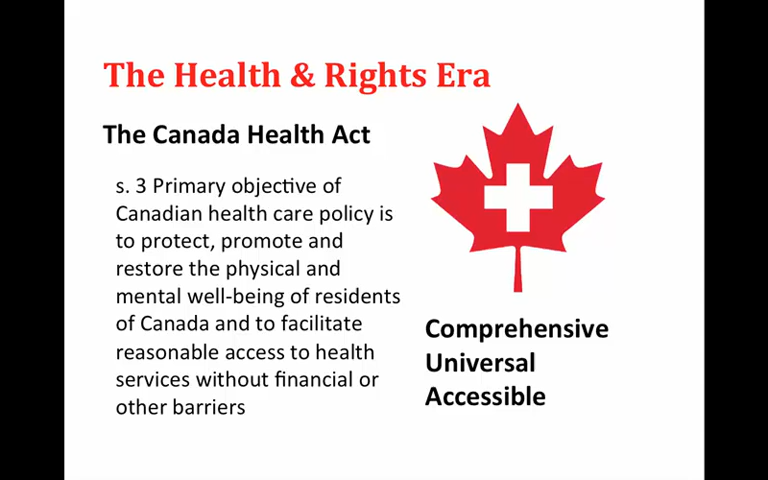 The Health & Rights Era
The Canada Health Act
s. 3 Primary objective of
Canadian health care policy is
to protect, promote and
restore the physical and
mental well-being of residents
of Canada and to facilitate
reasonable access to health
services without financial or
other barriers
Comprehensive
Universal
Accessible